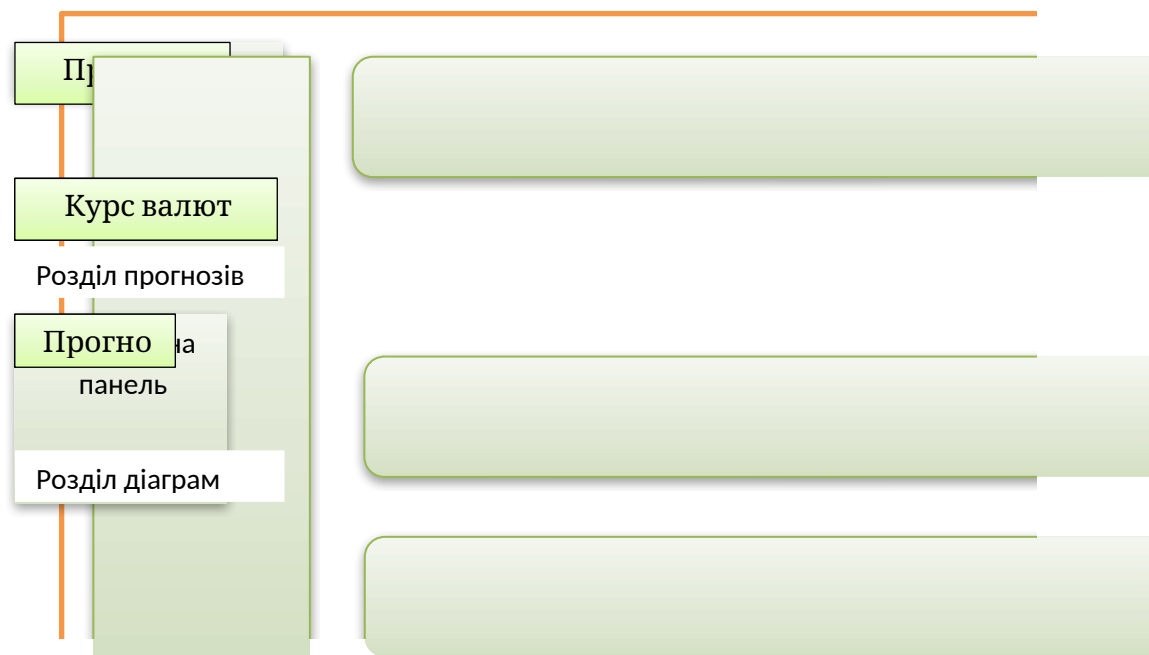 Курс валют
Розділ прогнозів
Прогно
панель
Розділ діаграм